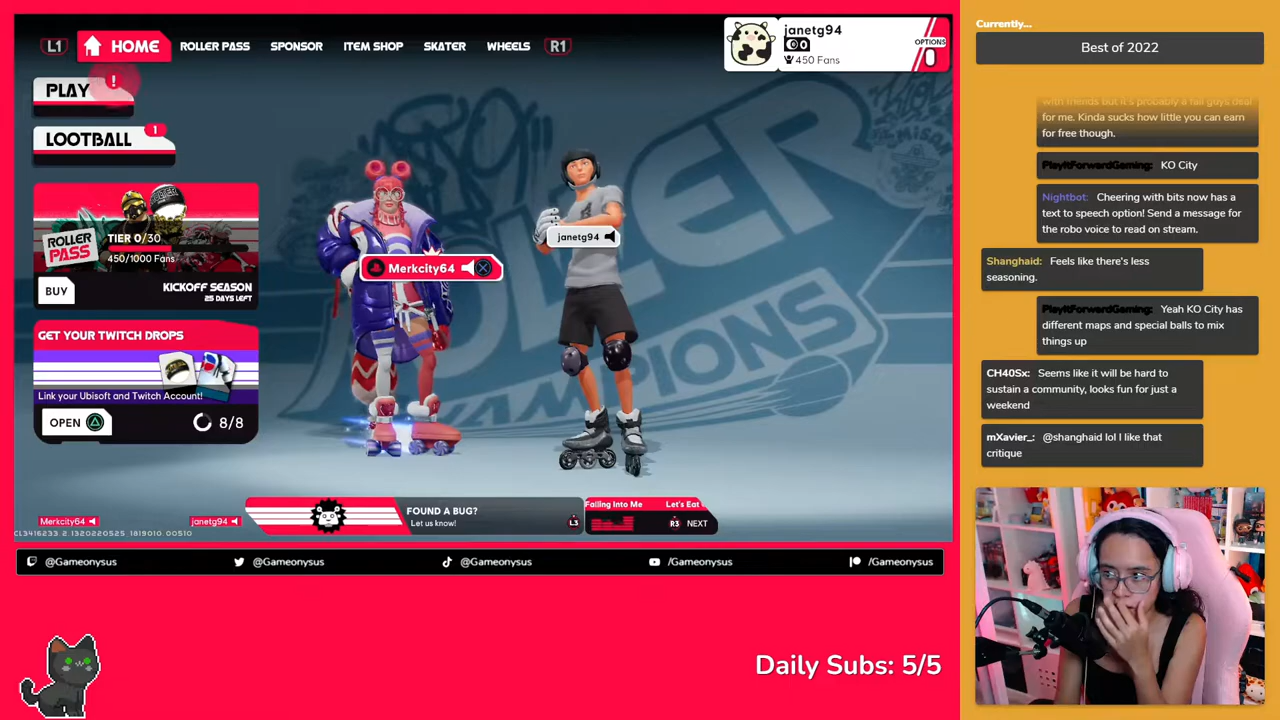 L1
HOME
ROLLER PASS
SPONSOR
ITEM SHOP
SKATER
WHEELS
R1
janetg94
0
450 Fans
OPTIONS
PLAY
!
LOOTBALL
1
ROLLER
PASS
TIER 0/30
450/1000 Fans
BUY
KICKOFF SEASON
25 DAYS LEFT
GET YOUR TWITCH DROPS
Link your Ubisoft and Twitch Account!
OPEN
8/8
Merkcity64
janetg94
ROLLER
CHAMPIONS
FOUND A BUG?
Let us know!
L3
Falling Into Me
Let's Eat
R3 NEXT
Merkcity64
janetg94
@Gameonysus
@Gameonysus
@Gameonysus
/Gameonysus
/Gameonysus
Daily Subs: 5/5
Currently...
Best of 2022
with friends but it's probably a fall guys deal
for me. Kinda sucks how little you can earn
for free though.
PlayItForwardGaming: KO City
Nightbot: Cheering with bits now has a
text to speech option! Send a message for
the robo voice to read on stream.
Shanghaid: Feels like there's less
seasoning.
PlayItForwardGaming: Yeah KO City has
different maps and special balls to mix
things up
CH40Sx: Seems like it will be hard to
sustain a community, looks fun for just a
weekend
mXavier_: @shanghaid lol I like that
critique